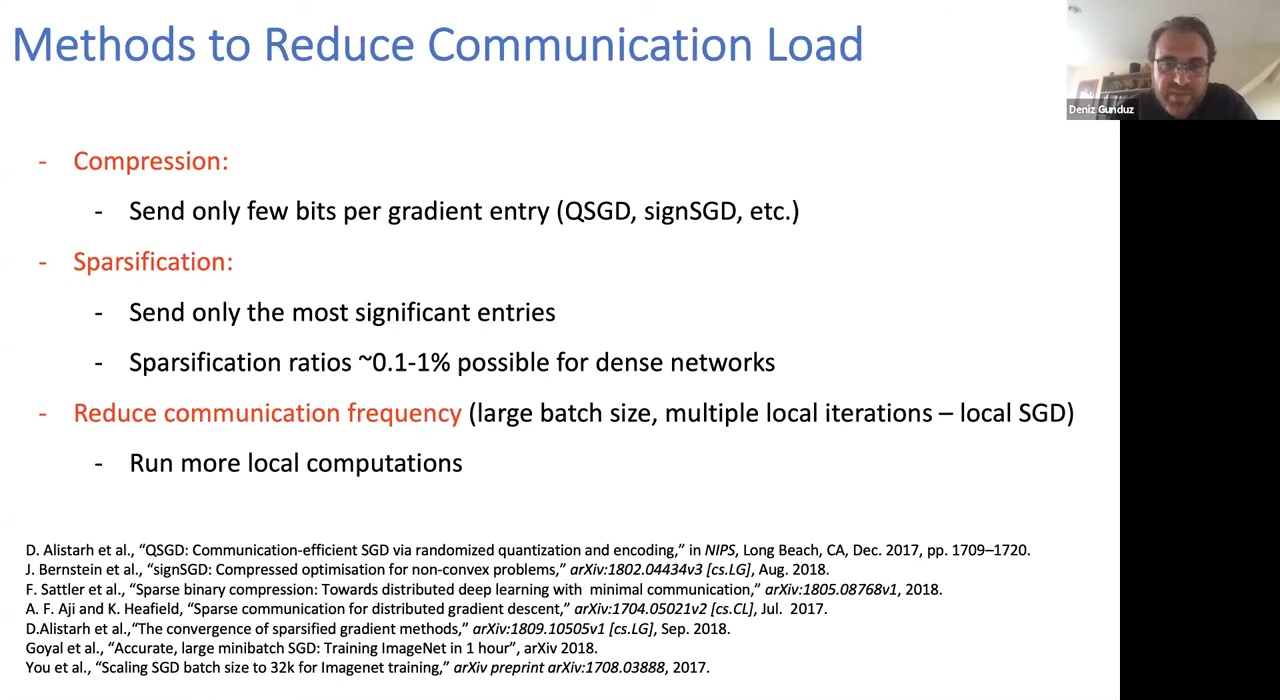 Methods to Reduce Communication Load
Deniz Gunduz
- Compression:
- Send only few bits per gradient entry (QSGD, signSGD, etc.)
- Sparsification:
- Send only the most significant entries
- Sparsification ratios ~0.1-1% possible for dense networks
- Reduce communication frequency (large batch size, multiple local iterations – local SGD)
- Run more local computations
D. Alistarh et al., “QSGD: Communication-efficient SGD via randomized quantization and encoding,” in NIPS, Long Beach, CA, Dec. 2017, pp. 1709–1720.
J. Bernstein et al., “signSGD: Compressed optimisation for non-convex problems,” arXiv:1802.04434v3 [cs.LG], Aug. 2018.
F. Sattler et al., “Sparse binary compression: Towards distributed deep learning with minimal communication,” arXiv:1805.08768v1, 2018.
A. F. Aji and K. Heafield, “Sparse communication for distributed gradient descent,” arXiv:1704.05021v2 [cs.CL], Jul. 2017.
D.Alistarh et al.,“The convergence of sparsified gradient methods,” arXiv:1809.10505v1 [cs.LG], Sep. 2018.
Goyal et al., “Accurate, large minibatch SGD: Training ImageNet in 1 hour”, arXiv 2018.
You et al., “Scaling SGD batch size to 32k for Imagenet training,” arXiv preprint arXiv:1708.03888, 2017.